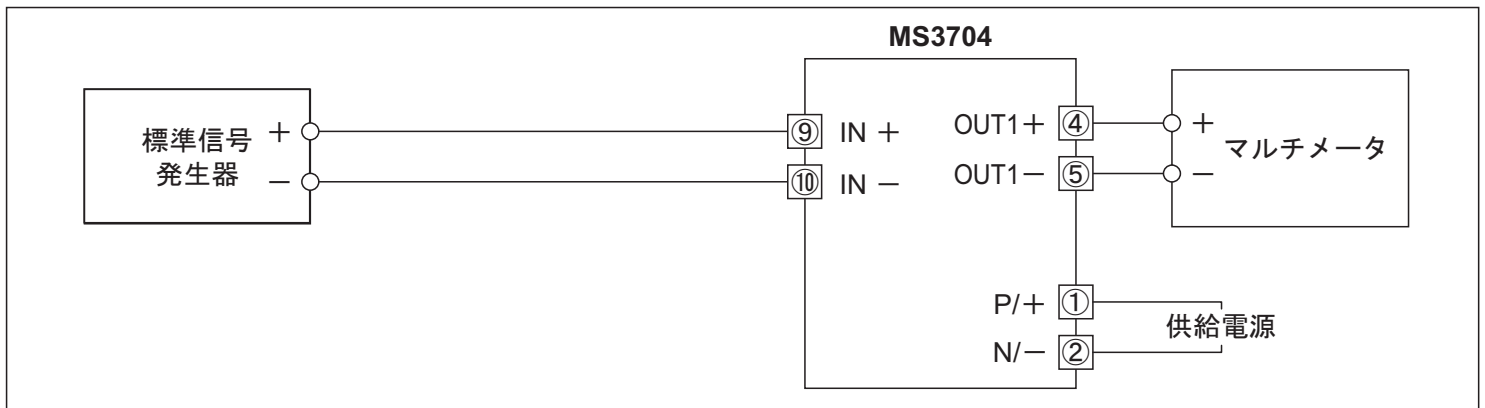 MS3704
標準信号
発生器
＋
－
⑨ IN ＋
⑩ IN －
OUT1＋ ④
OUT1－ ⑤
＋
－
マルチメータ
P/＋ ①
N/－ ②
供給電源